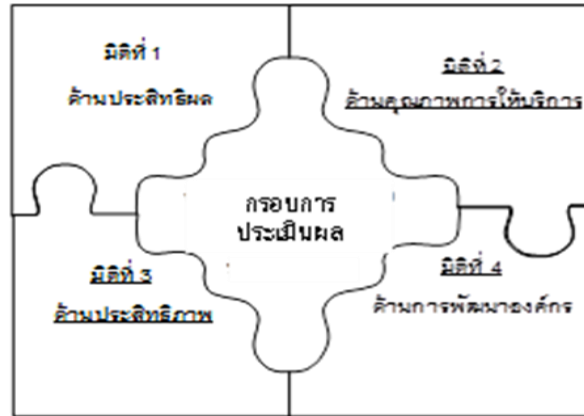 มิติที่ 1
ด้านประสิทธิผล
มิติที่ 2
ด้านคุณภาพการให้บริการ
กรอบการ
ประเมินผล
มิติที่ 3
ด้านประสิทธิภาพ
มิติที่ 4
ด้านการพัฒนาองค์กร